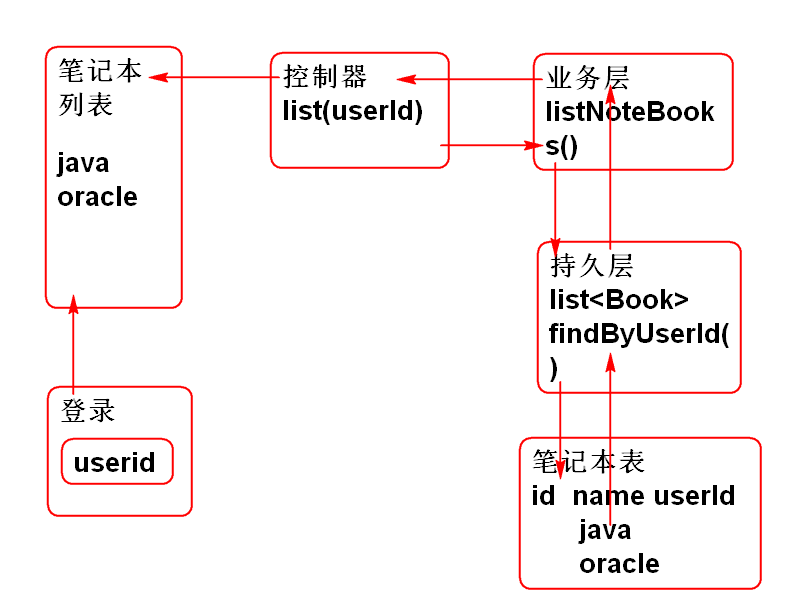 笔记本
列表
java
oracle
控制器
list(userId)
业务层
listNoteBook
s()
持久层
list<Book>
findByUserId(
)
登录
userid
笔记本表
id name userId
java
oracle